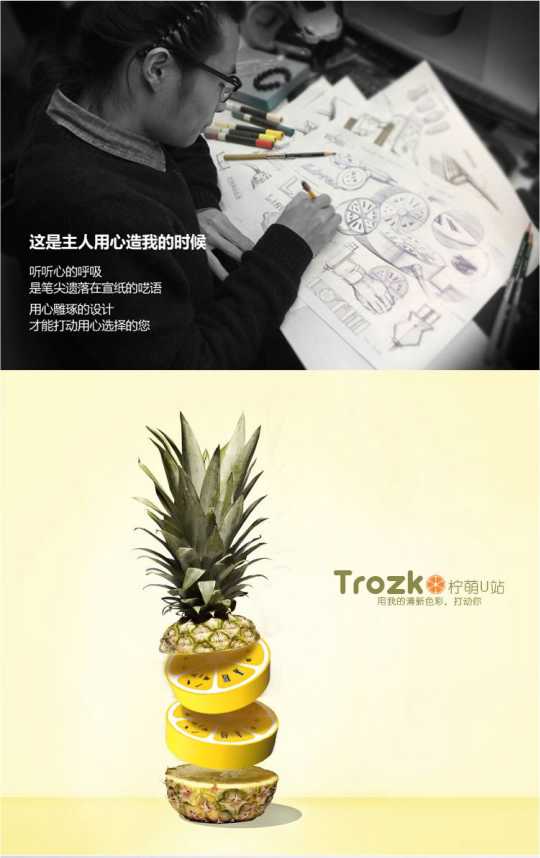 这是主人用心造我的时候
听听心的呼吸
是笔尖遗落在宣纸的呓语
用心雕琢的设计
才能打动用心选择的您
Trozko柠萌U站
用我的清新色彩，打动你